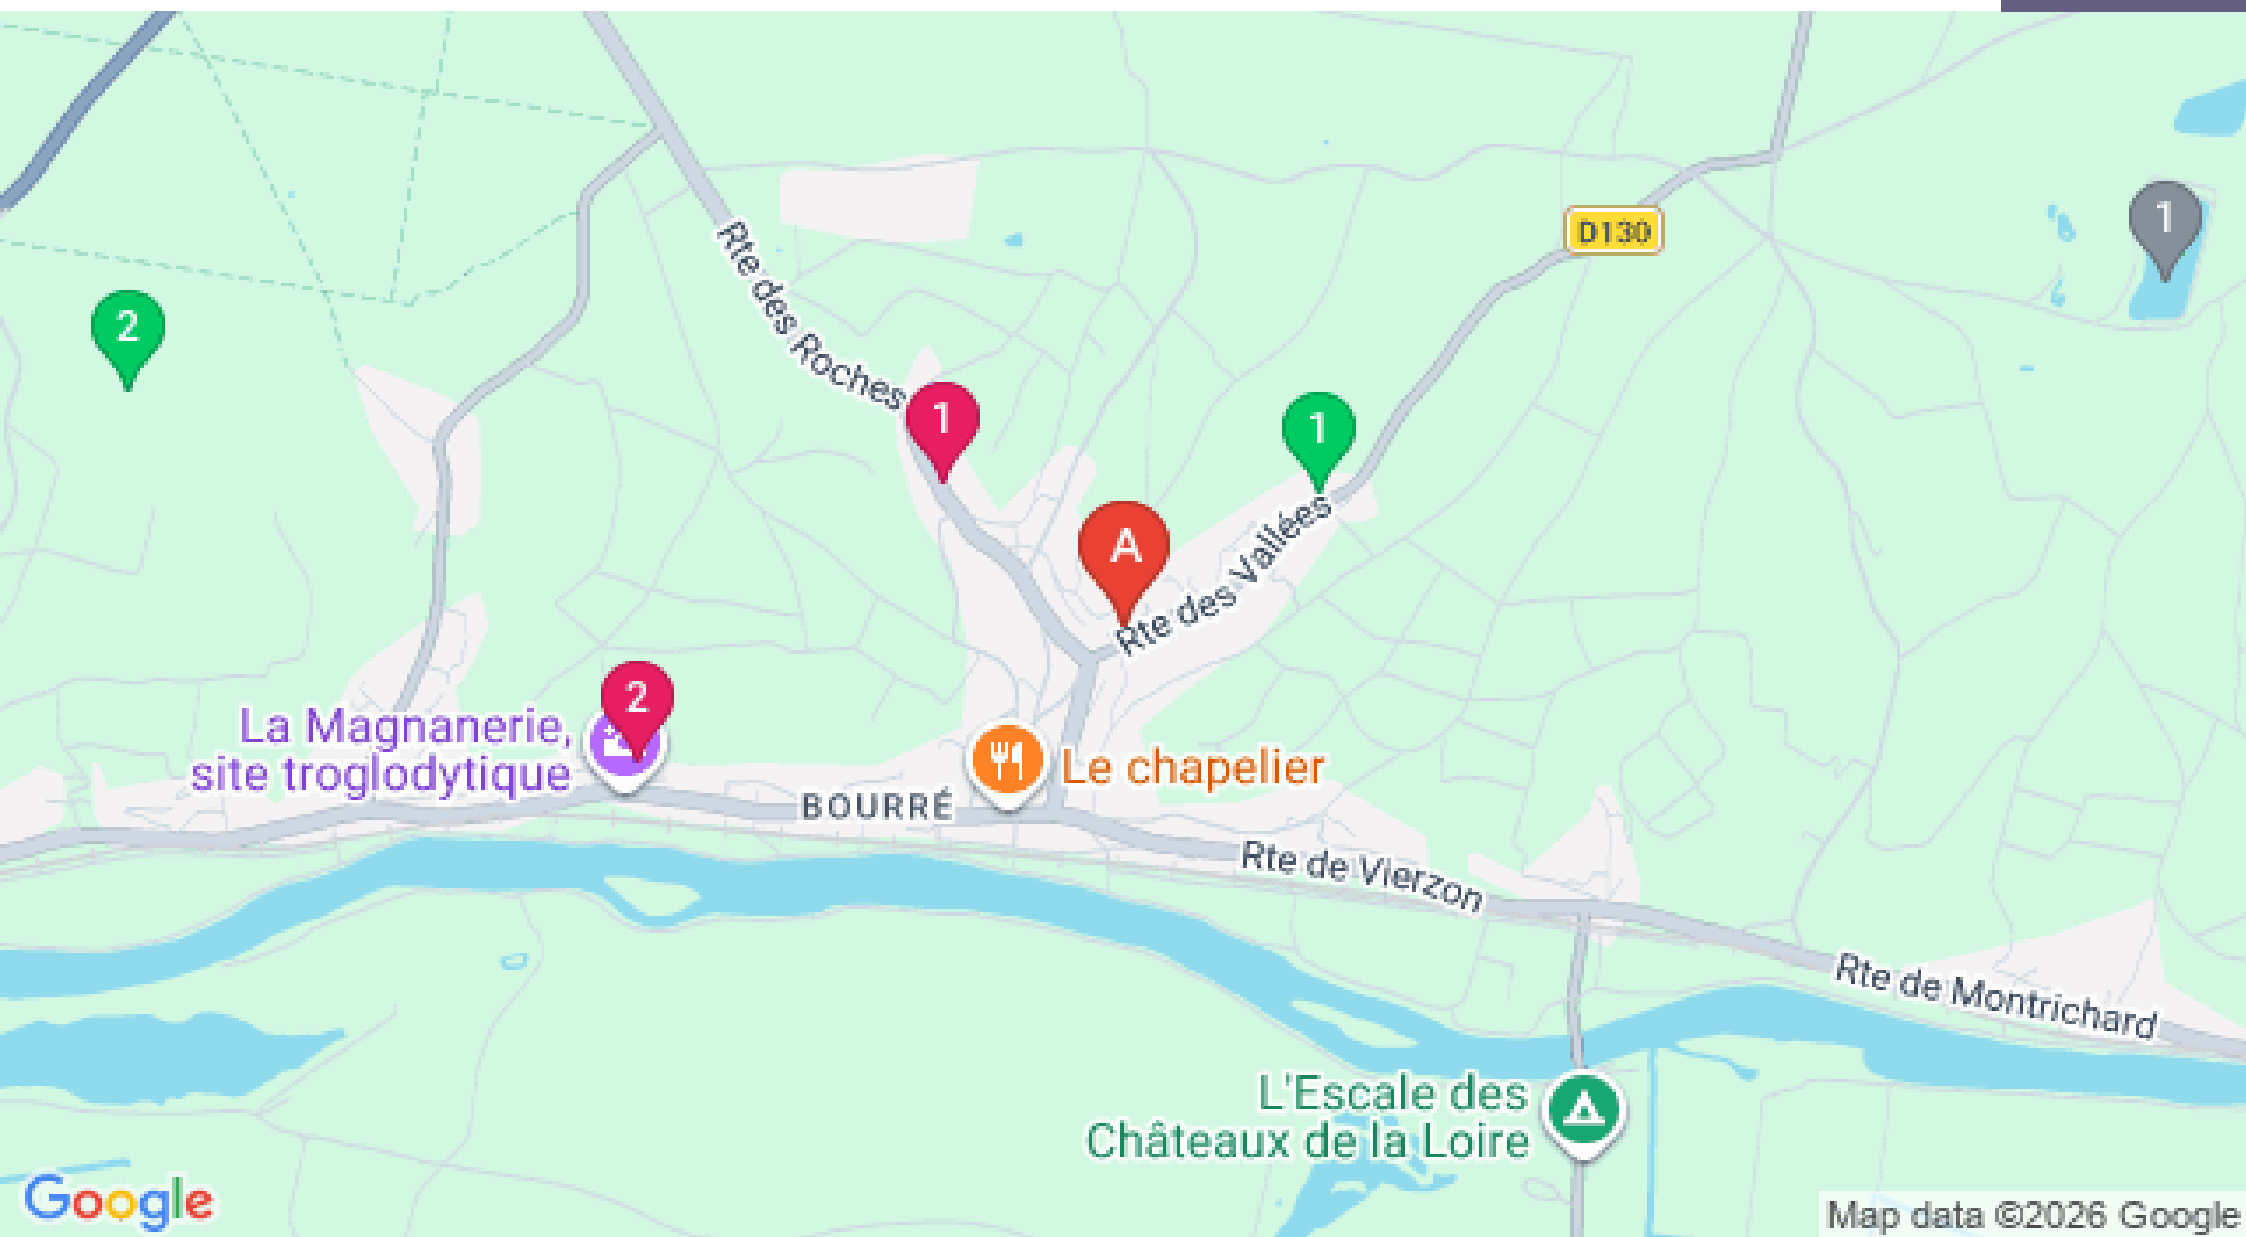 D130
1
2
Rte des Roches
1
1
A
Rte des Vallées
2
La Magnanerie,
site troglodytique
Le chapelier
BOURRÉ
Rte de Vierzon
Rte de Montrichard
L'Escale des
Châteaux de la Loire
Google
Map data ©2026 Google